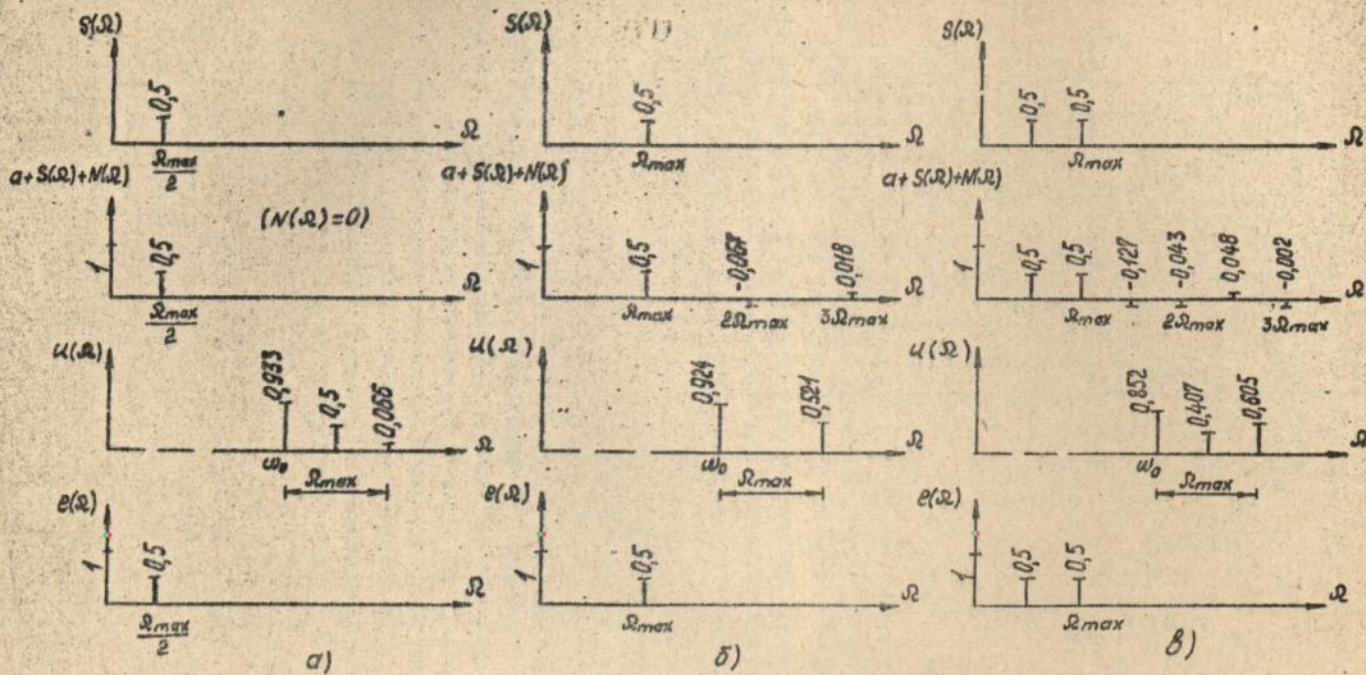 S(Ω)
0,5
Ω
Ωmax
2
a+S(Ω)+N(Ω)
(N(Ω)=0)
1
0,5
Ω
Ωmax
2
u(Ω)
0,933
0,5
Ω
ω₀
Ωmax
e(Ω)
1
0,5
Ω
Ωmax
2
а)
S(Ω)
0,5
Ω
Ωmax
a+S(Ω)+N(Ω)
1
0,5
0,018
Ω
Ωmax
2Ωmax
3Ωmax
u(Ω)
0,924
0,521
Ω
ω₀
Ωmax
e(Ω)
1
0,5
Ω
Ωmax
б)
S(Ω)
0,5
0,5
Ω
Ωmax
a+S(Ω)+N(Ω)
1
0,5
0,5
-0,127
-0,043
0,048
-0,002
Ω
Ωmax
2Ωmax
3Ωmax
u(Ω)
0,852
0,407
0,605
Ω
ω₀
Ωmax
e(Ω)
1
0,5
0,5
Ω
Ωmax
в)